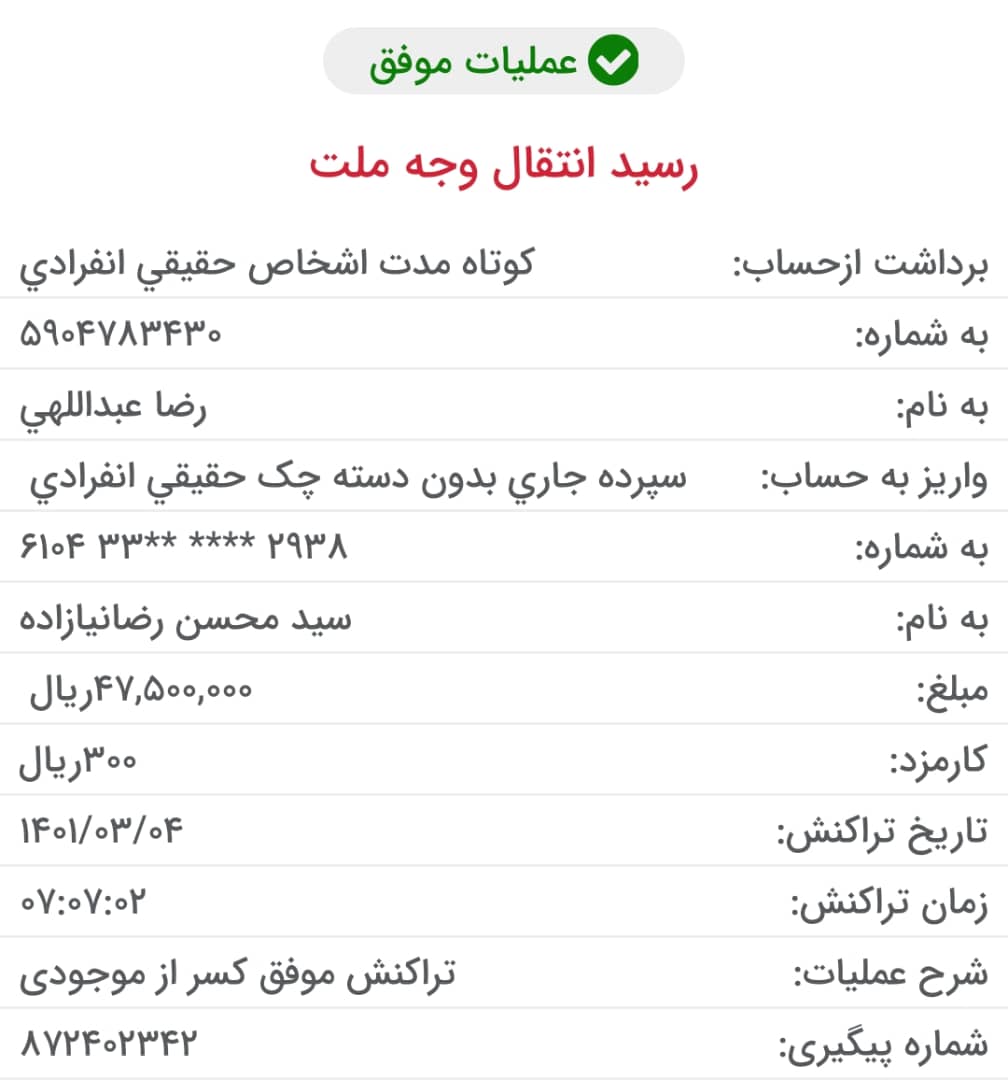 عملیات موفق
رسید انتقال وجه ملت
برداشت ازحساب: کوتاه مدت اشخاص حقيقي انفرادي
به شماره: ۵۹۰۴۷۸۳۴۳۰
به نام: رضا عبداللهي
واریز به حساب: سپرده جاري بدون دسته چک حقيقي انفرادي
به شماره: ۶۱۰۴ ۳۳** **** ۲۹۳۸
به نام: سید محسن رضانیازاده
مبلغ: ۴۷,۵۰۰,۰۰۰ریال
کارمزد: ۳۰۰ریال
تاریخ تراکنش: ۱۴۰۱/۰۳/۰۴
زمان تراکنش: ۰۷:۰۷:۰۲
شرح عملیات: تراکنش موفق کسر از موجودی
شماره پیگیری: ۸۷۲۴۰۲۳۴۲